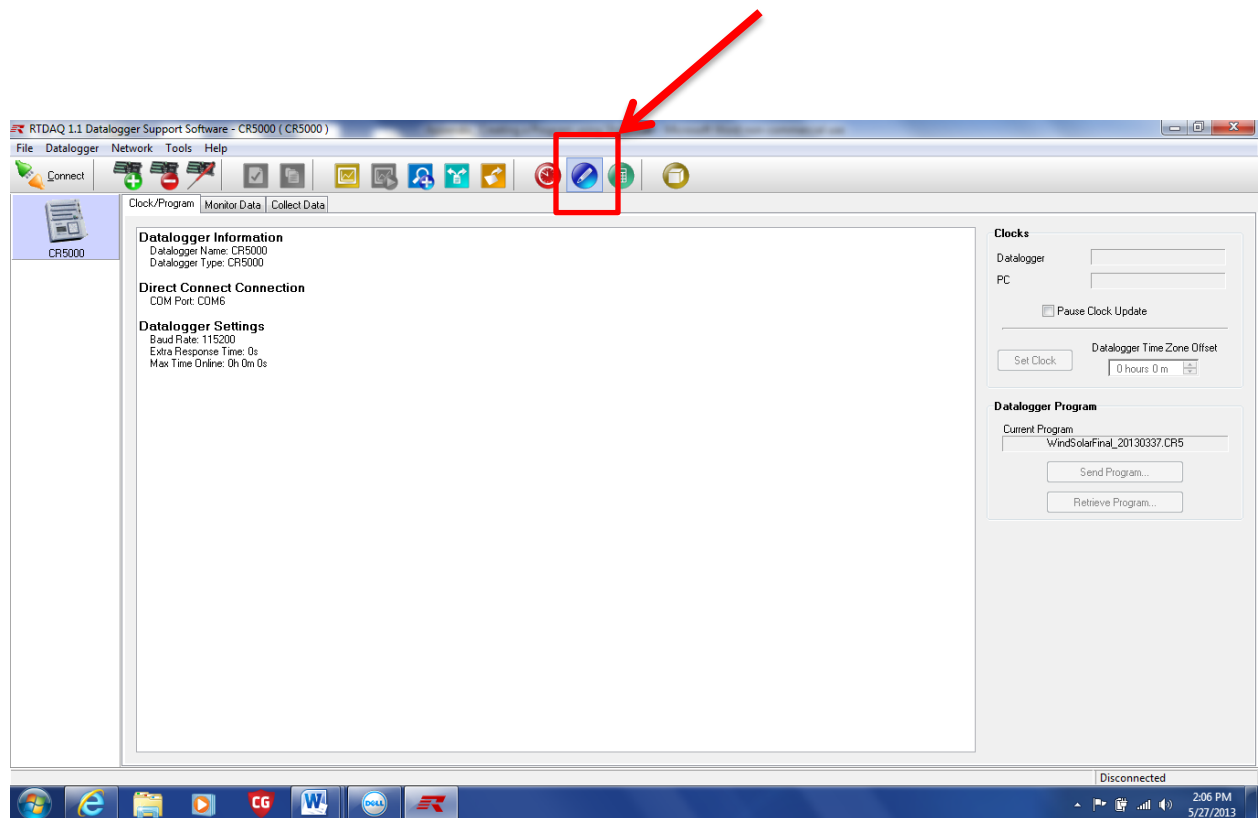 RTDAQ 1.1 Datalogger Support Software - CR5000 ( CR5000 )
File Datalogger Network Tools Help
Connect
CR5000
Clock/Program Monitor Data Collect Data
Datalogger Information
Datalogger Name: CR5000
Datalogger Type: CR5000
Direct Connect Connection
COM Port: COM6
Datalogger Settings
Baud Rate: 115200
Extra Response Time: 0s
Max Time Online: 0h 0m 0s
Clocks
Datalogger
PC
Pause Clock Update
Set Clock
Datalogger Time Zone Offset
0 hours 0 m
Datalogger Program
Current Program
WindSolarFinal_20130337.CR5
Send Program...
Retrieve Program...
Disconnected
CG
W
DELL
2:06 PM
5/27/2013